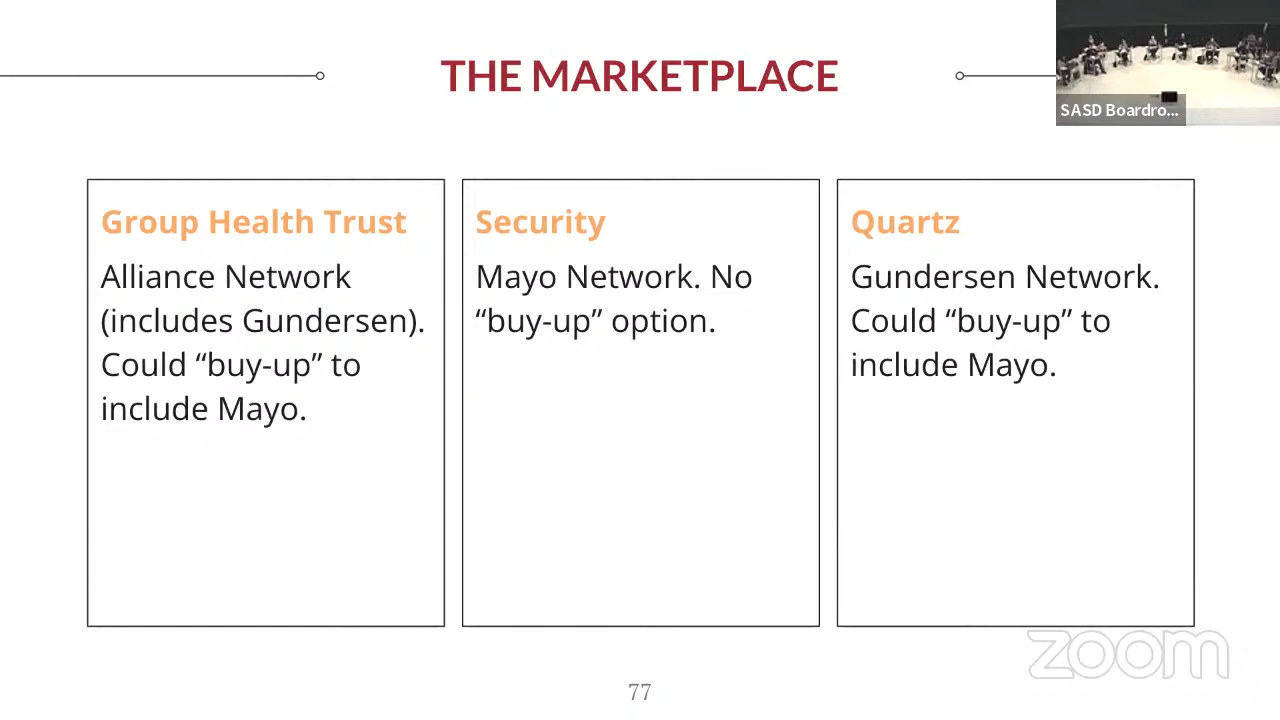 THE MARKETPLACE
SASD Boardro...
Group Health Trust
Alliance Network
(includes Gundersen).
Could “buy-up” to
include Mayo.
Security
Mayo Network. No
“buy-up” option.
Quartz
Gundersen Network.
Could “buy-up” to
include Mayo.
zoom
77